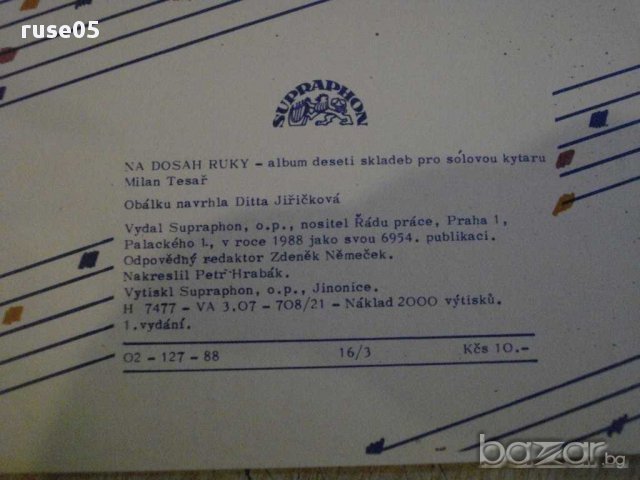 ruse05
SUPRAPHON
NA DOSAH RUKY - album deseti skladeb pro sólovou kytaru
Milan Tesař
Obálku navrhla Ditta Jiřičková
Vydal Supraphon, o.p., nositel Řádu práce, Praha 1,
Palackého 1, v roce 1988 jako svou 6954. publikaci.
Odpovědný redaktor Zdeněk Němeček.
Nakreslil Petr Hrabák.
Vytiskl Supraphon, o.p., Jinonice.
H 7477 - VA 3.07 - 708/21 - Náklad 2000 výtisků.
1.vydání.
02 - 127 - 88 16/3 Kčs 10.-
bazar.bg